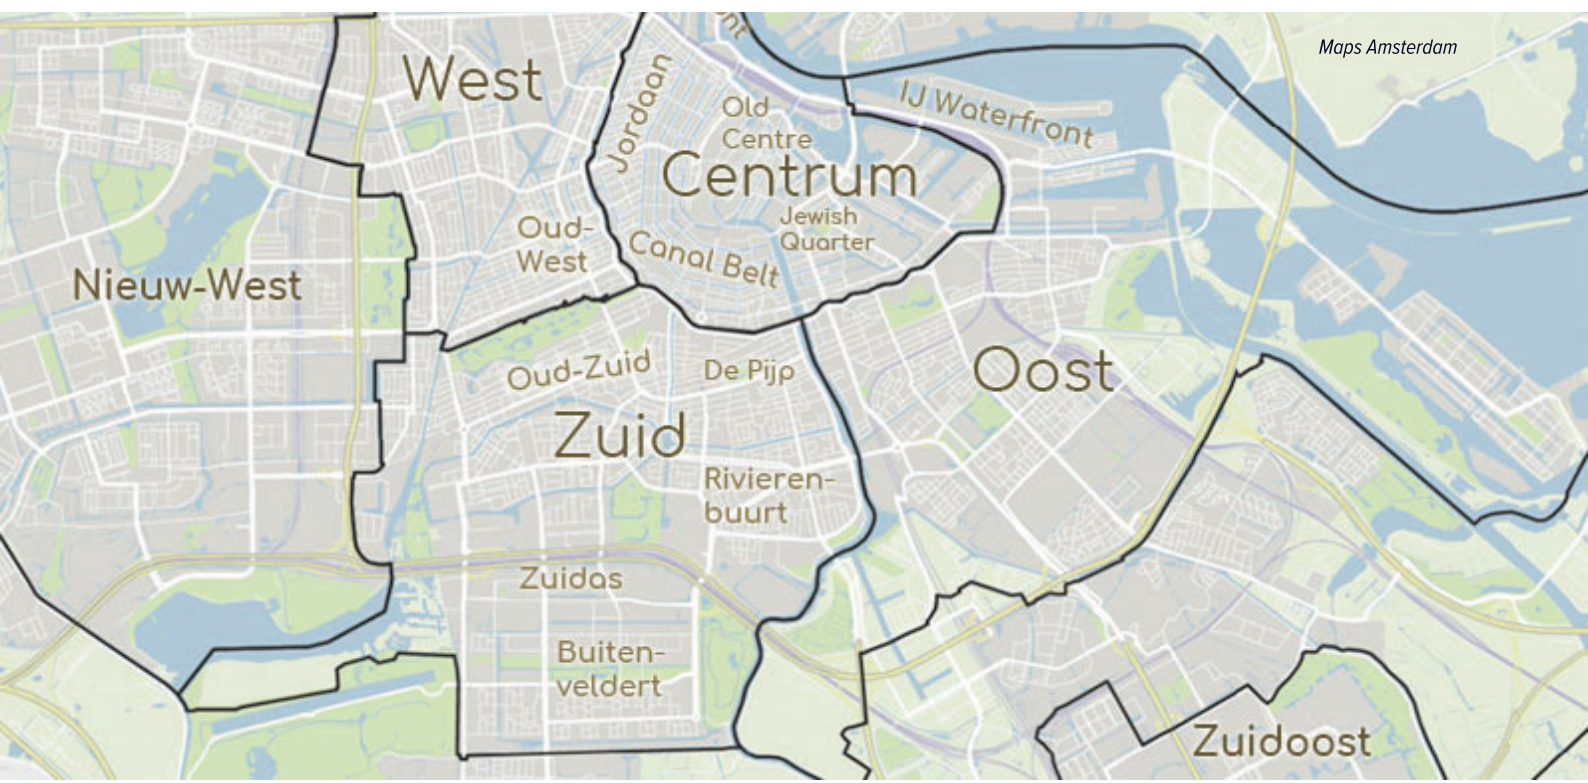 Maps Amsterdam
West
Jordaan
Old
Centre
Centrum
IJ Waterfront
Jewish
Quarter
Oud-
West
Canal Belt
Nieuw-West
Oud-Zuid
De Pijp
Oost
Zuid
Rivieren-
buurt
Zuidas
Buiten-
veldert
Zuidoost